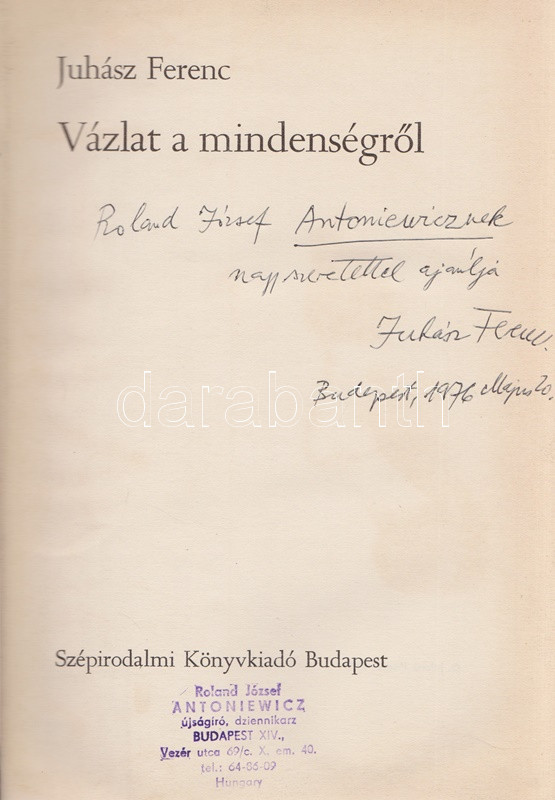 Juhász Ferenc
Vázlat a mindenségről
Roland József Antoniewicznek
nagy szeretettel ajánlja
Juhász Ferenc.
Budapest, 1976 Május 20.
darabanth
Szépirodalmi Könyvkiadó Budapest
Roland József
ANTONIEWICZ
újságíró, dziennikarz
BUDAPEST XIV.,
Vezér utca 69/c. X. em. 40.
tel.: 64-86-09
Hungary